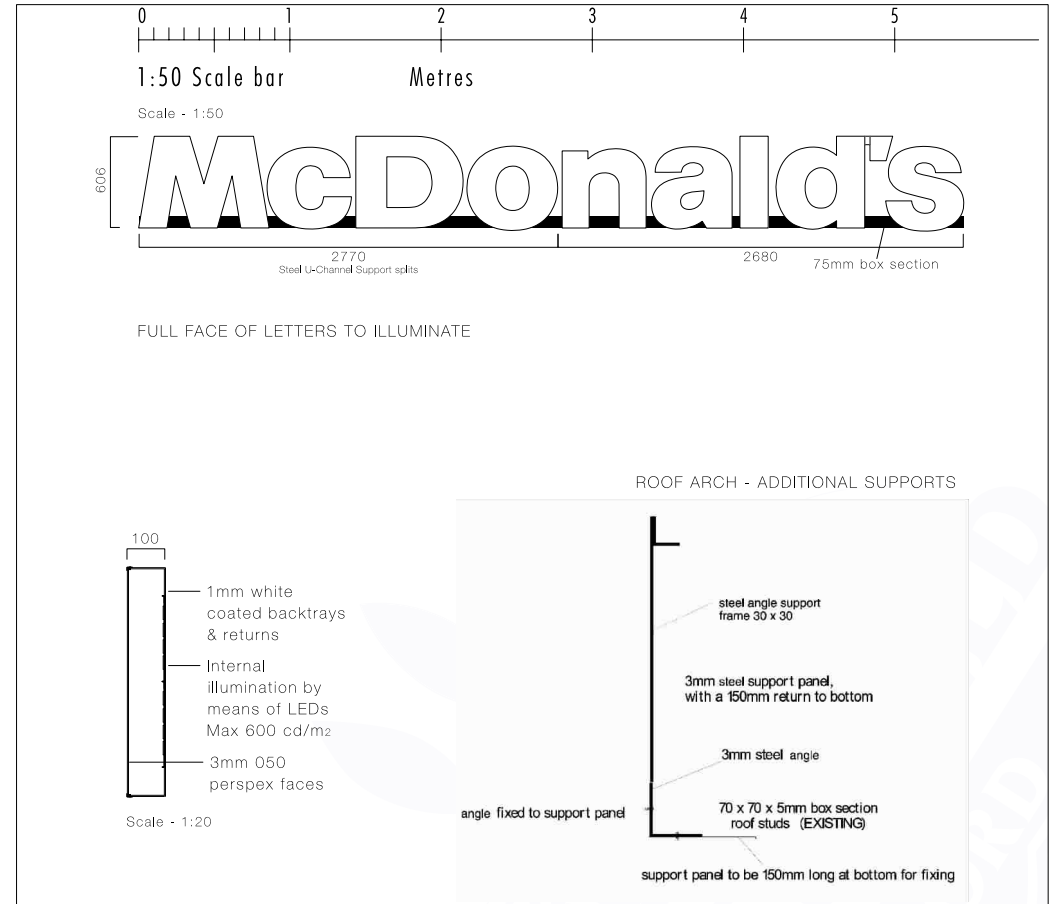 0 1 2 3 4 5
1:50 Scale bar Metres
Scale - 1:50
McDonald's
606
2770
Steel U-Channel Support splits
2680
75mm box section
FULL FACE OF LETTERS TO ILLUMINATE
ROOF ARCH - ADDITIONAL SUPPORTS
100
1mm white
coated backtrays
& returns
Internal
illumination by
means of LEDs
Max 600 cd/m2
3mm 050
perspex faces
Scale - 1:20
steel angle support
frame 30 x 30
3mm steel support panel,
with a 150mm return to bottom
3mm steel angle
angle fixed to support panel
70 x 70 x 5mm box section
roof studs (EXISTING)
support panel to be 150mm long at bottom for fixing